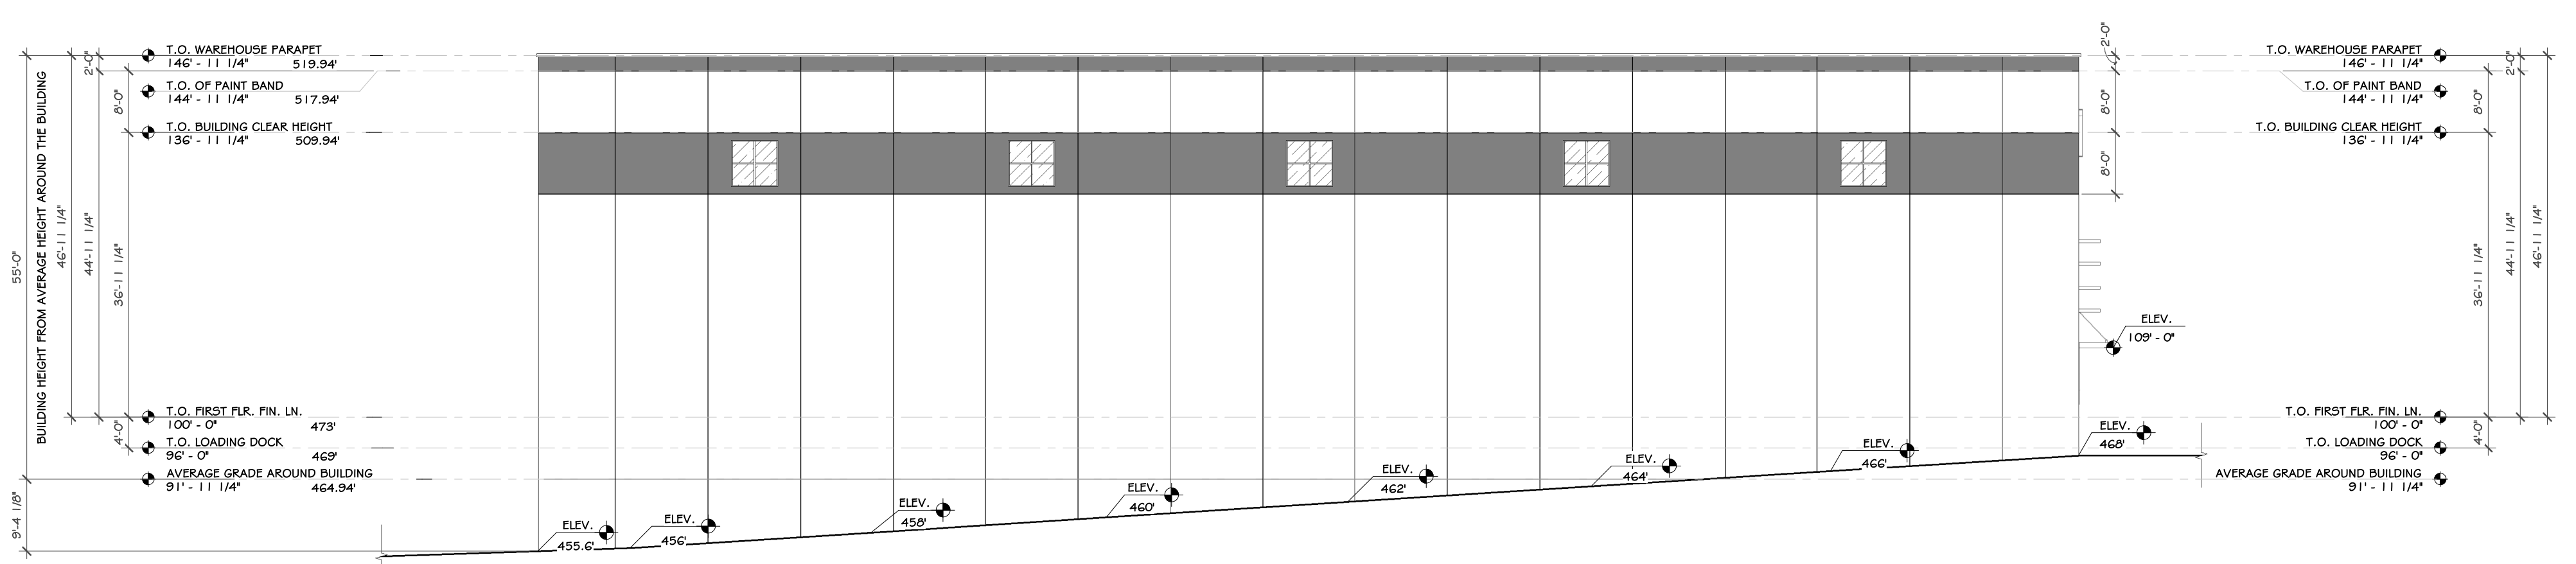 T.O. WAREHOUSE PARAPET
146' - 11 1/4" 519.94'
T.O. OF PAINT BAND
144' - 11 1/4" 517.94'
T.O. BUILDING CLEAR HEIGHT
136' - 11 1/4" 509.94'
T.O. FIRST FLR. FIN. LN.
100' - 0" 473'
T.O. LOADING DOCK
96' - 0" 469'
AVERAGE GRADE AROUND BUILDING
91' - 11 1/4" 464.94'
55'-0"
9'-4 1/8"
BUILDING HEIGHT FROM AVERAGE HEIGHT AROUND THE BUILDING
46'-11 1/4"
2'-0"
44'-11 1/4"
8'-0"
36'-11 1/4"
4'-0"
ELEV.
455.6'
ELEV.
456'
ELEV.
458'
ELEV.
460'
ELEV.
462'
ELEV.
464'
ELEV.
466'
ELEV.
468'
ELEV.
109' - 0"
2'-0"
8'-0"
8'-0"
T.O. WAREHOUSE PARAPET
146' - 11 1/4"
T.O. OF PAINT BAND
144' - 11 1/4"
T.O. BUILDING CLEAR HEIGHT
136' - 11 1/4"
T.O. FIRST FLR. FIN. LN.
100' - 0"
T.O. LOADING DOCK
96' - 0"
AVERAGE GRADE AROUND BUILDING
91' - 11 1/4"
8'-0"
36'-11 1/4"
4'-0"
2'-0"
44'-11 1/4"
46'-11 1/4"